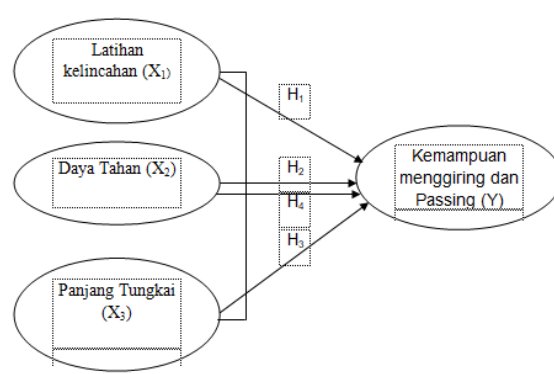 Latihan
kelincahan (X₁)
H₁
Daya Tahan (X₂)
H₂
H₄
Kemampuan
menggiring dan
Passing (Y)
H₃
Panjang Tungkai
(X₃)